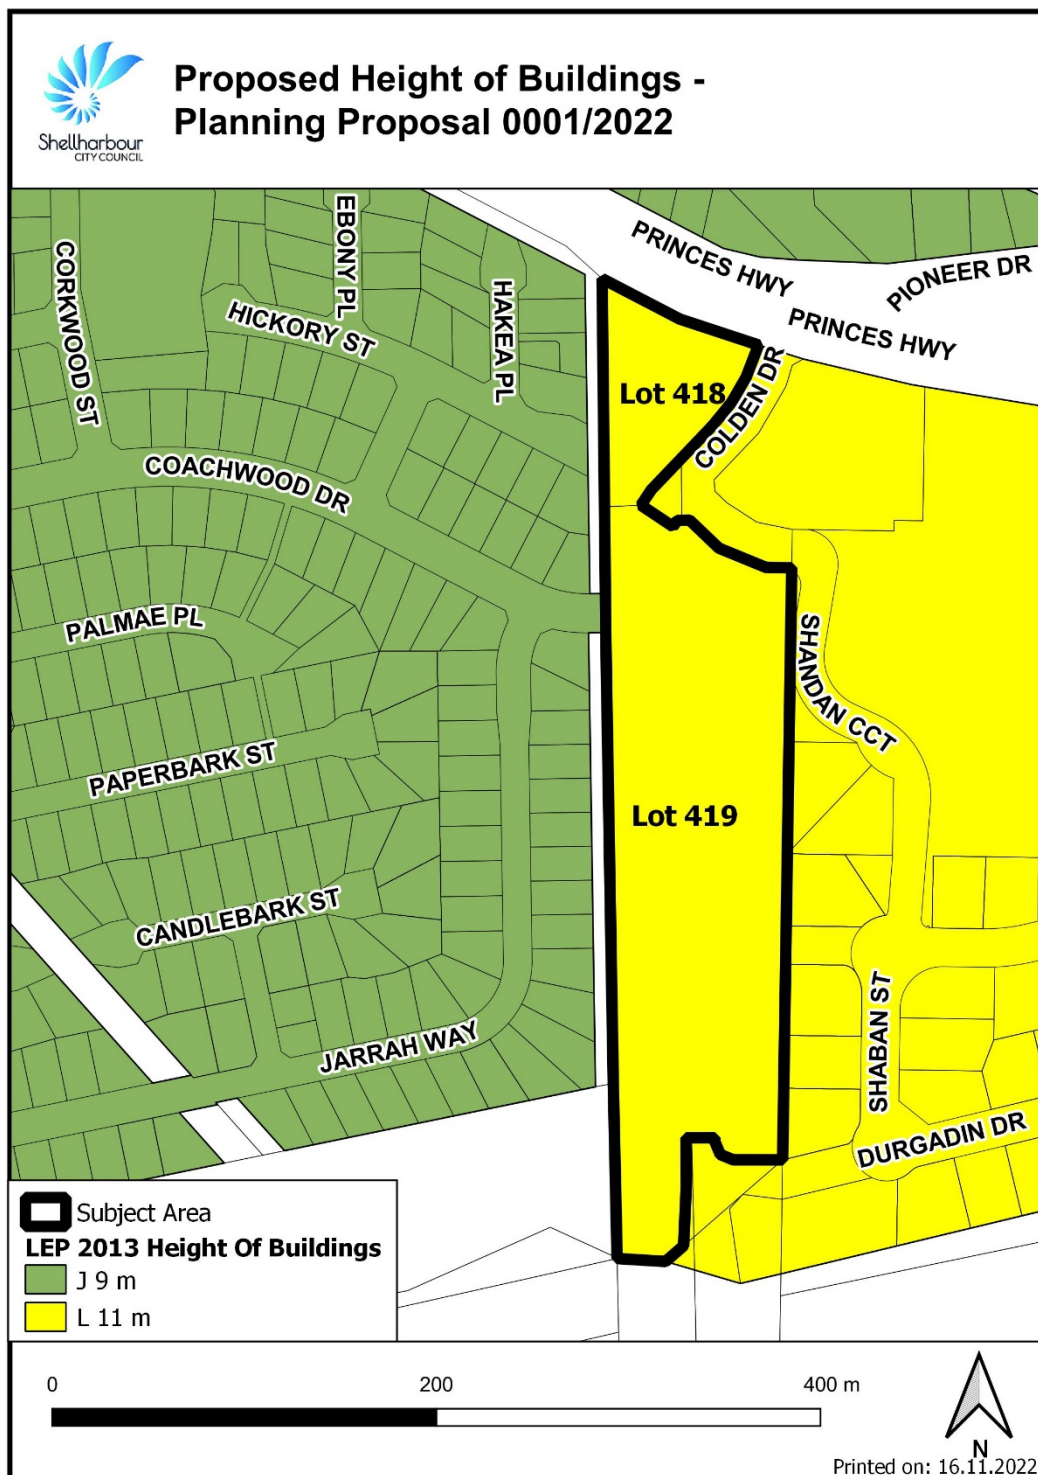 Shellharbour
CITY COUNCIL
Proposed Height of Buildings -
Planning Proposal 0001/2022
CORKWOOD ST
EBONY PL
HICKORY ST
HAKEA PL
PRINCES HWY
PIONEER DR
PRINCES HWY
Lot 418
COLDEN DR
COACHWOOD DR
PALMAE PL
SHANDAN CCT
PAPERBARK ST
Lot 419
CANDLEBARK ST
JARRAH WAY
SHABAN ST
DURGADIN DR
Subject Area
LEP 2013 Height Of Buildings
J 9 m
L 11 m
0 200 400 m
N
Printed on: 16.11.2022